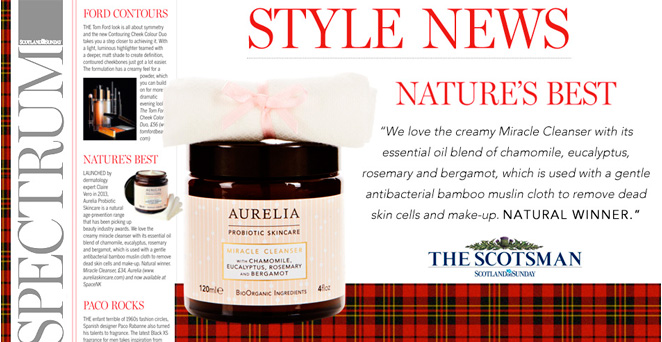 SCOTLAND ON SUNDAY
SPECTRUM
FORD CONTOURS
THE Tom Ford look is all about symmetry
and the new Contouring Cheek Colour Duo
takes you a step closer to achieving it. With
a light, luminous highlighter teamed with
a deeper, matt shade to create definition,
contoured cheekbones just got a lot easier.
The formulation has a creamy feel for a
powder, which
you can build
on for more
dramatic
evening
The Tom
Cheek
Duo, £56
NATURE'S BEST
LAUNCHED by
dermatology
expert Claire
Vero in 2013,
Aurelia Probiotic
Skincare is a natural
age-prevention range
that has been picking up
beauty industry awards. We love the
creamy miracle cleanser with its essential oil
blend of chamomile, eucalyptus, rosemary
and bergamot, which is used with a gentle
antibacterial bamboo muslin cloth to remove
dead skin cells and make-up. Natural winner.
Miracle Cleanser, £34, Aurelia (www.
aureliaskincare.com) and now available at
SpaceNK
PACO ROCKS
THE enfant terrible of 1960s fashion circles,
Spanish designer Paco Rabanne also turned
his talents to fragrance. The latest Black XS
fragrance for men takes inspiration from
STYLE NEWS
NATURE'S BEST
"We love the creamy Miracle Cleanser with its
essential oil blend of chamomile, eucalyptus,
rosemary and bergamot, which is used with a gentle
antibacterial bamboo muslin cloth to remove dead
skin cells and make-up. NATURAL WINNER."
THE SCOTSMAN
SCOTLAND ON SUNDAY
AURELIA
PROBIOTIC SKINCARE
MIRACLE CLEANSER
WITH CHAMOMILE,
EUCALYPTUS, ROSEMARY
AND BERGAMOT
120ml e BIOORGANIC INGREDIENTS 4floz